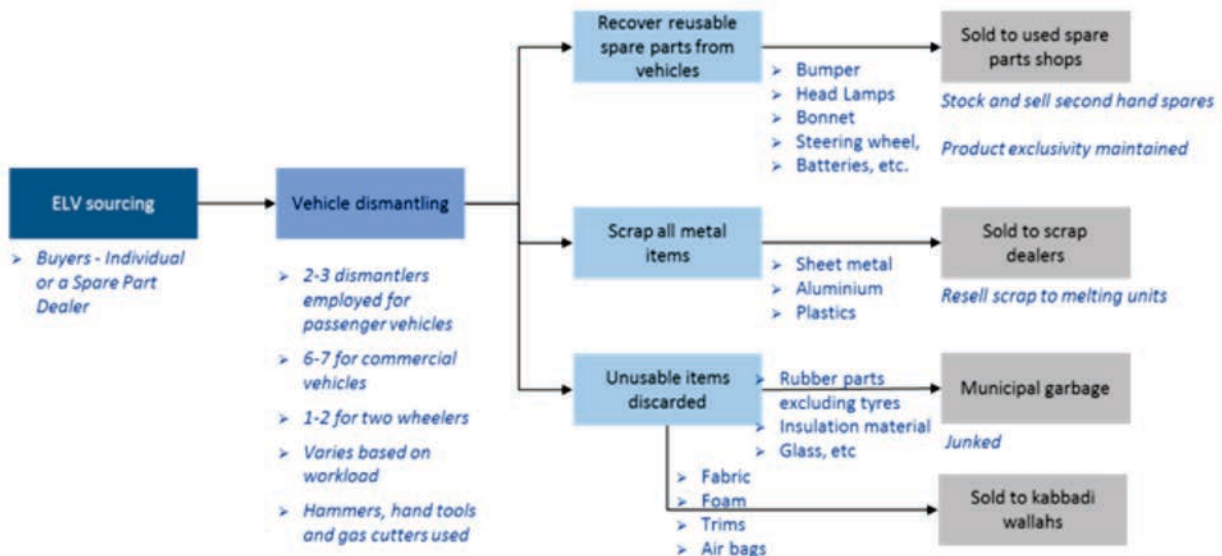 ELV sourcing
➢ Buyers - Individual
or a Spare Part
Dealer
Vehicle dismantling
➢ 2-3 dismantlers
employed for
passenger vehicles
➢ 6-7 for commercial
vehicles
➢ 1-2 for two wheelers
➢ Varies based on
workload
➢ Hammers, hand tools
and gas cutters used
Recover reusable
spare parts from
vehicles
➢ Bumper
➢ Head Lamps
➢ Bonnet
➢ Steering wheel,
➢ Batteries, etc.
Sold to used spare
parts shops
Stock and sell second hand spares
Product exclusivity maintained
Scrap all metal
items
➢ Sheet metal
➢ Aluminium
➢ Plastics
Sold to scrap
dealers
Resell scrap to melting units
Unusable items
discarded
➢ Rubber parts
excluding tyres
➢ Insulation material
➢ Glass, etc
Municipal garbage
Junked
➢ Fabric
➢ Foam
➢ Trims
➢ Air bags
Sold to kabbadi
wallahs